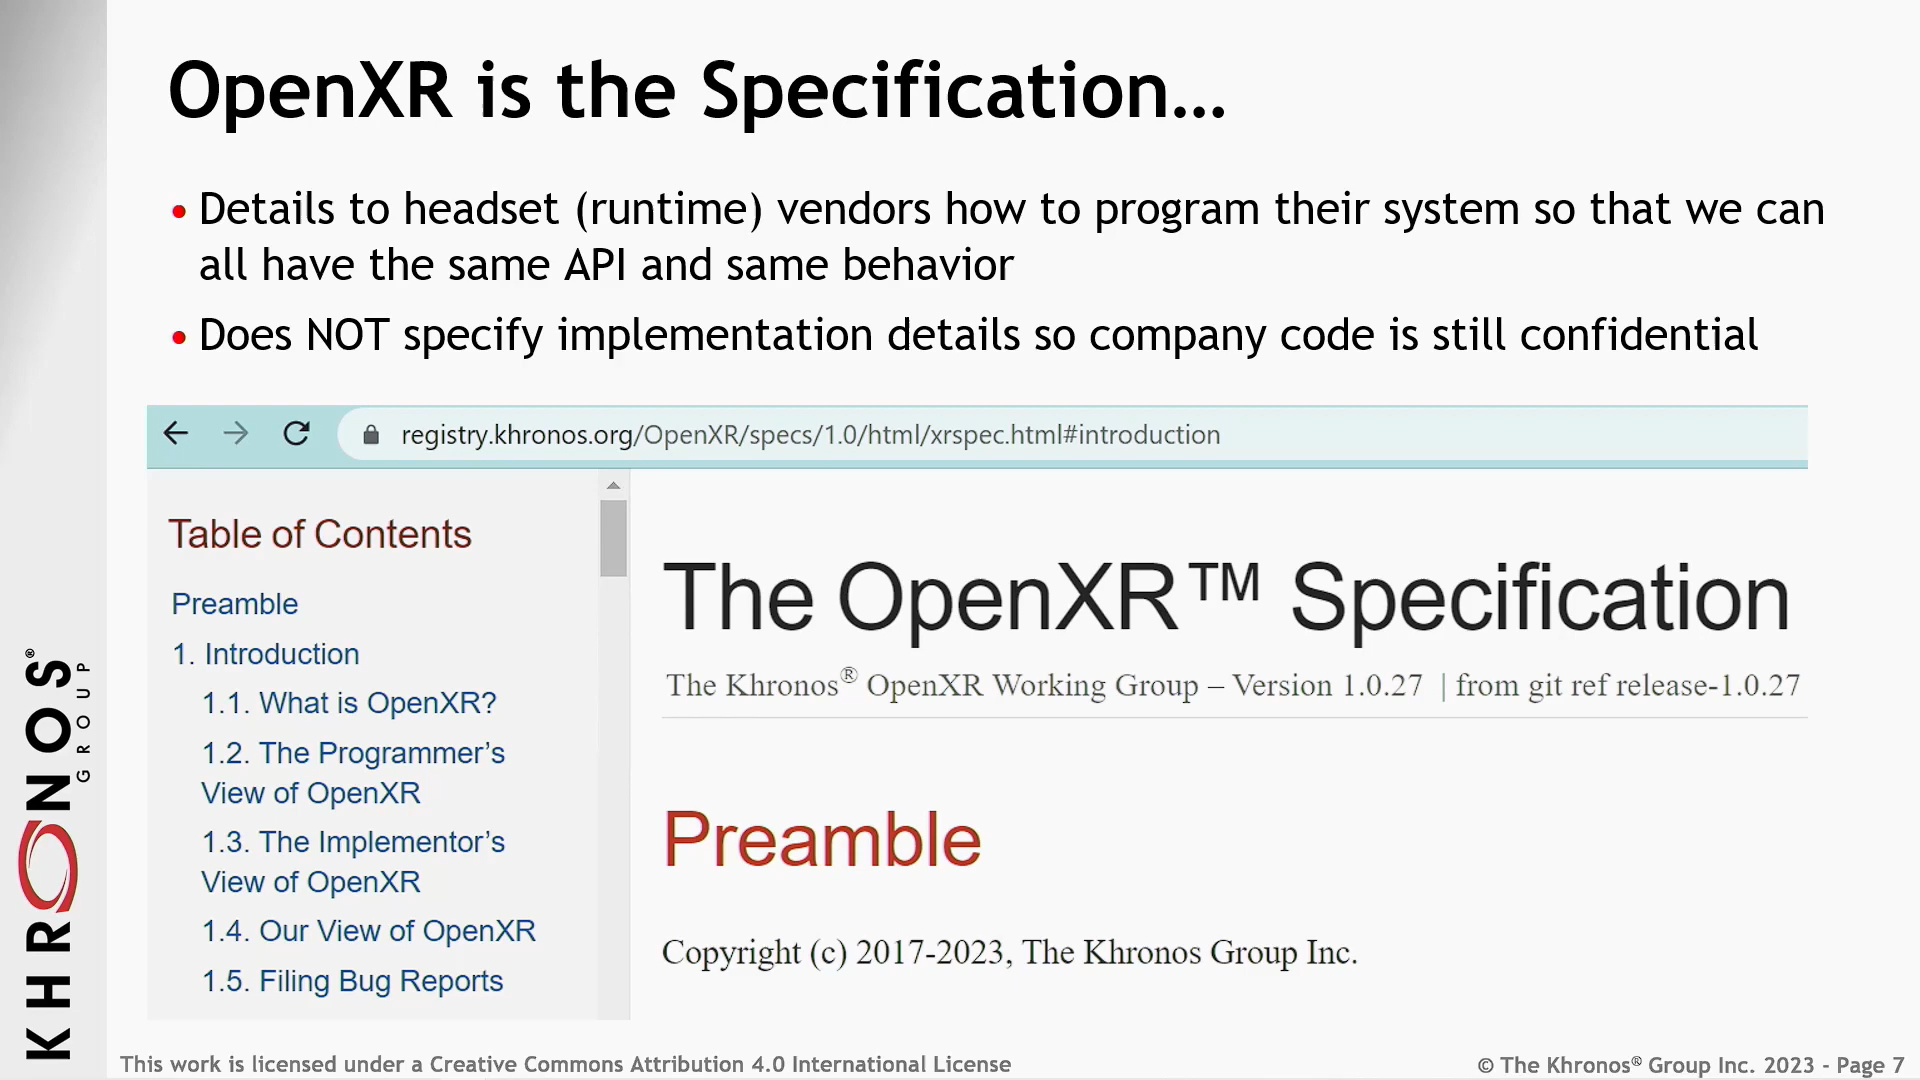 OpenXR is the Specification...
• Details to headset (runtime) vendors how to program their system so that we can
all have the same API and same behavior
• Does NOT specify implementation details so company code is still confidential
registry.khronos.org/OpenXR/specs/1.0/html/xrspec.html#introduction
Table of Contents
Preamble
1. Introduction
1.1. What is OpenXR?
1.2. The Programmer's
View of OpenXR
1.3. The Implementor's
View of OpenXR
1.4. Our View of OpenXR
1.5. Filing Bug Reports
The OpenXR™ Specification
The Khronos® OpenXR Working Group – Version 1.0.27 | from git ref release-1.0.27
Preamble
Copyright (c) 2017-2023, The Khronos Group Inc.
KHRONOS®
GROUP
This work is licensed under a Creative Commons Attribution 4.0 International License
© The Khronos® Group Inc. 2023 - Page 7